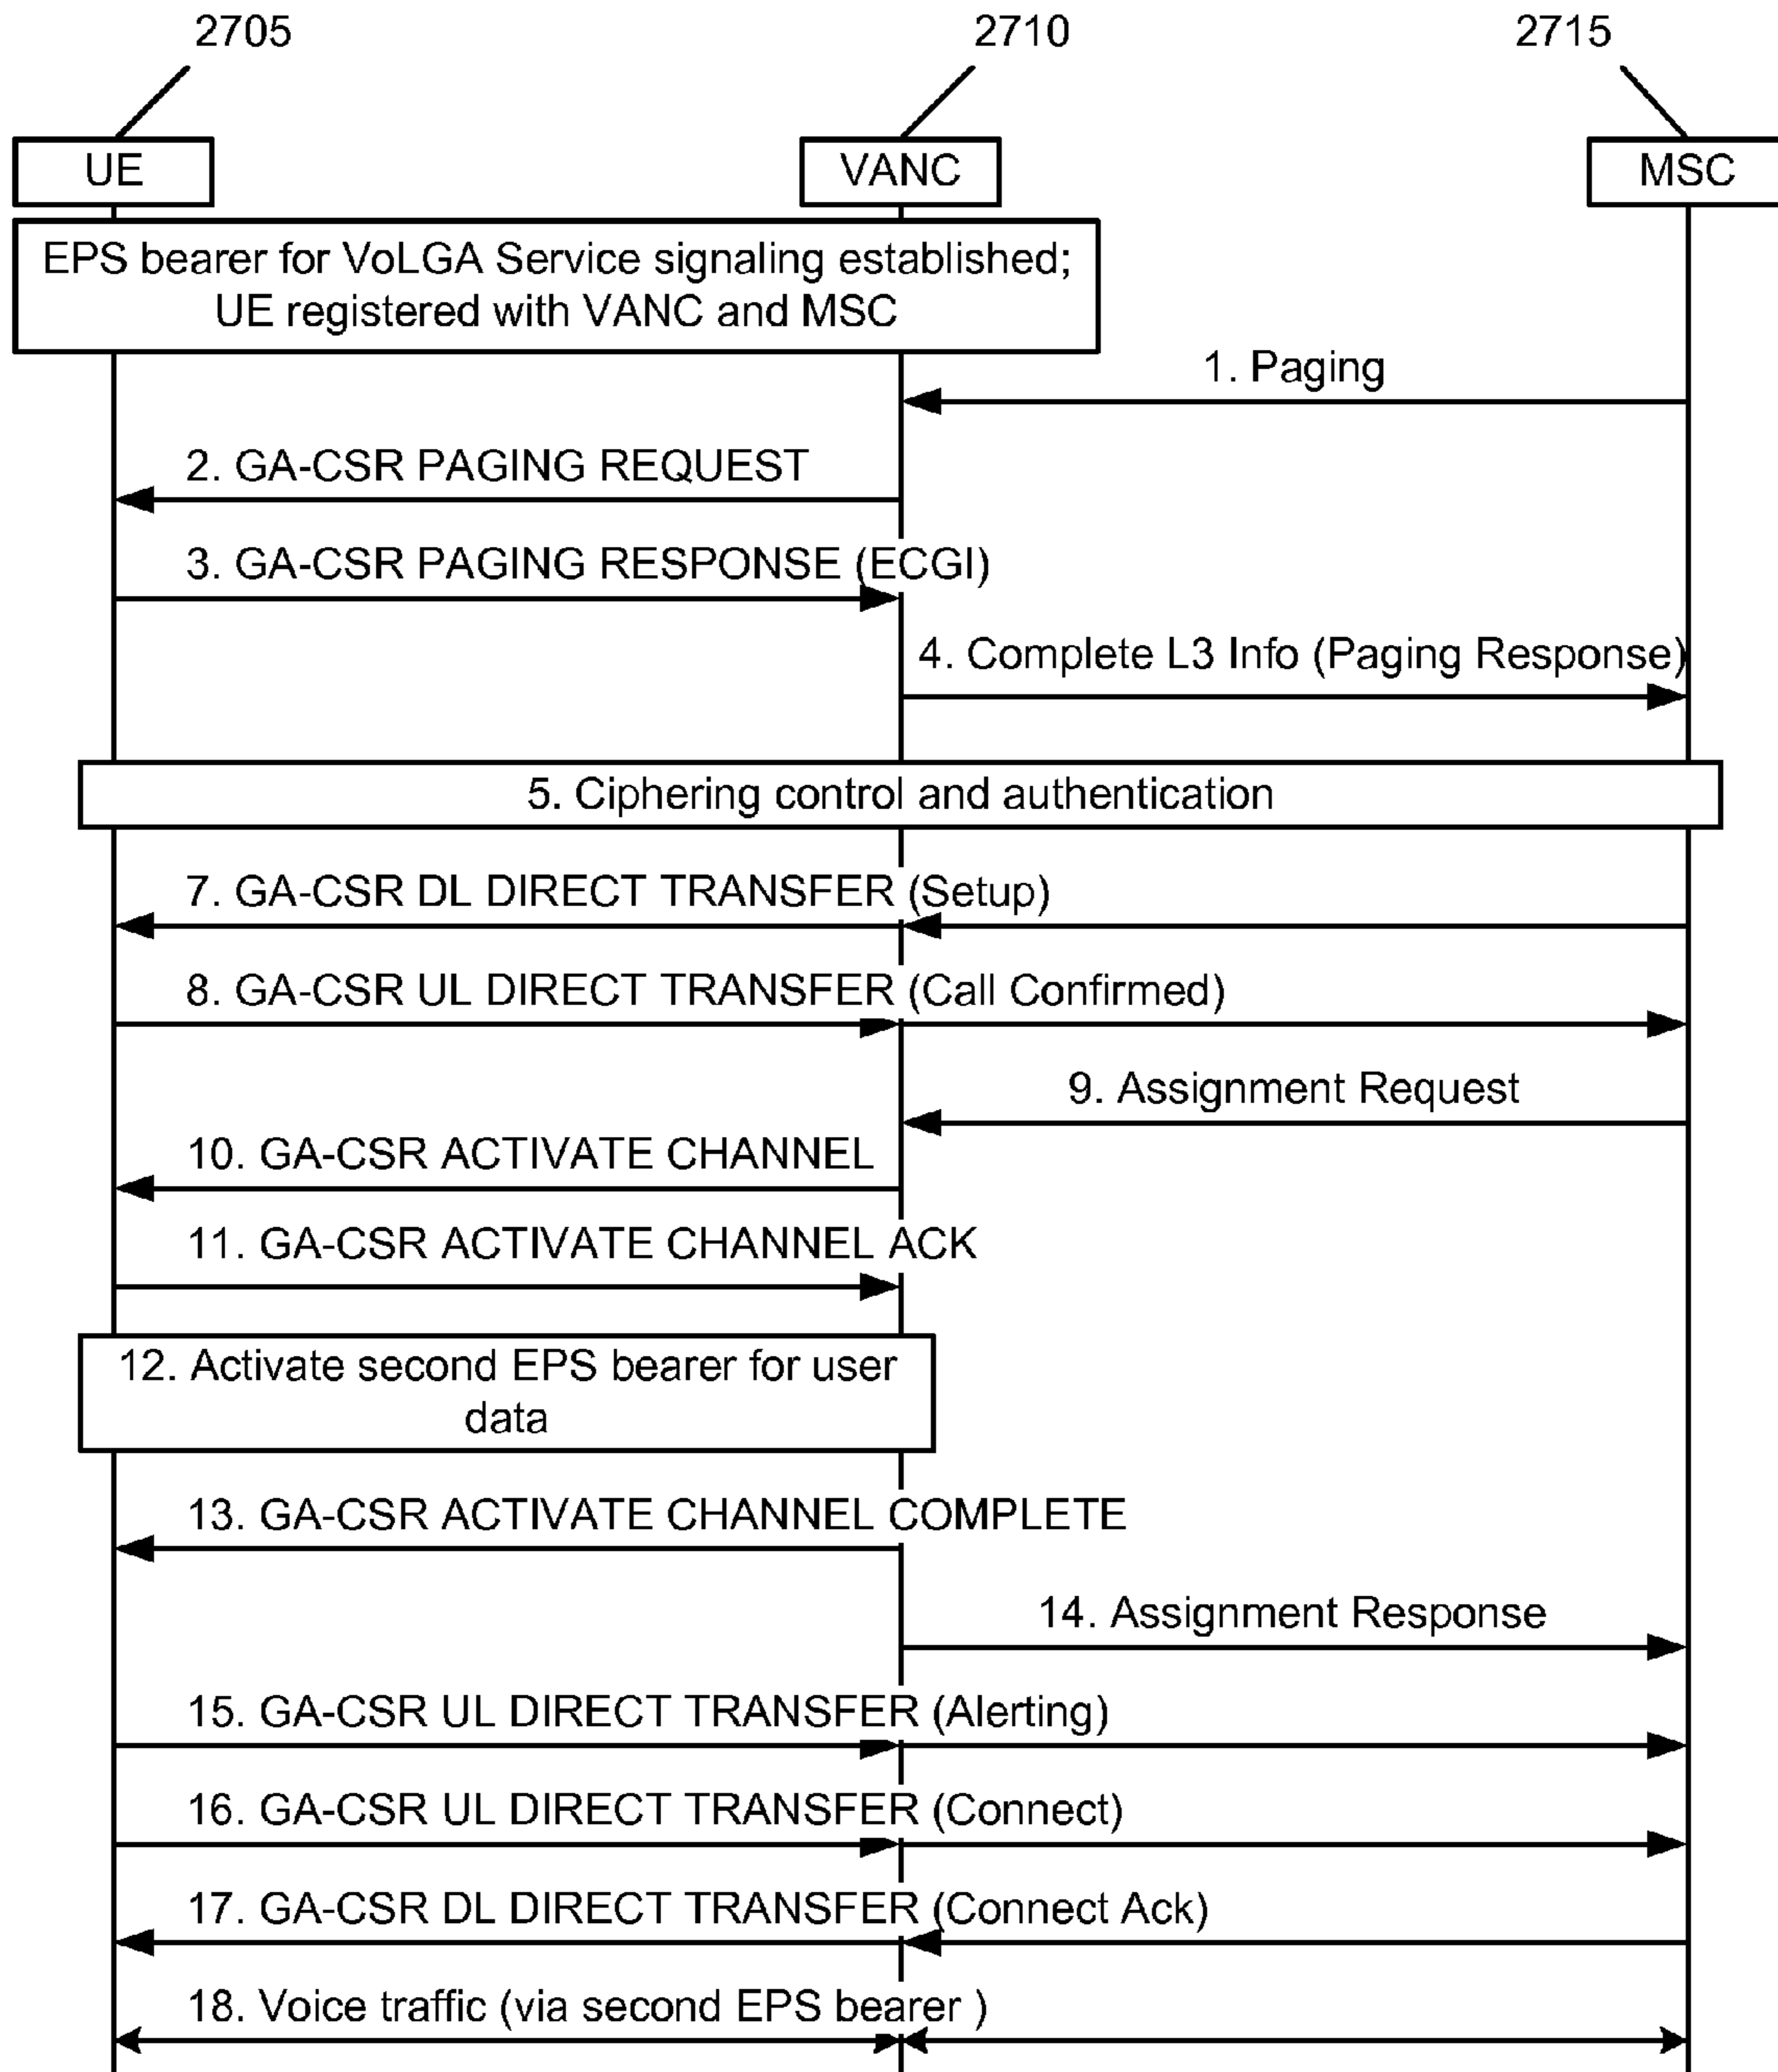 2705
2710
2715
UE
VANC
MSC
EPS bearer for VoLGA Service signaling established;
UE registered with VANC and MSC
1. Paging
2. GA-CSR PAGING REQUEST
3. GA-CSR PAGING RESPONSE (ECGI)
4. Complete L3 Info (Paging Response)
5. Ciphering control and authentication
7. GA-CSR DL DIRECT TRANSFER (Setup)
8. GA-CSR UL DIRECT TRANSFER (Call Confirmed)
9. Assignment Request
10. GA-CSR ACTIVATE CHANNEL
11. GA-CSR ACTIVATE CHANNEL ACK
12. Activate second EPS bearer for user
data
13. GA-CSR ACTIVATE CHANNEL COMPLETE
14. Assignment Response
15. GA-CSR UL DIRECT TRANSFER (Alerting)
16. GA-CSR UL DIRECT TRANSFER (Connect)
17. GA-CSR DL DIRECT TRANSFER (Connect Ack)
18. Voice traffic (via second EPS bearer )